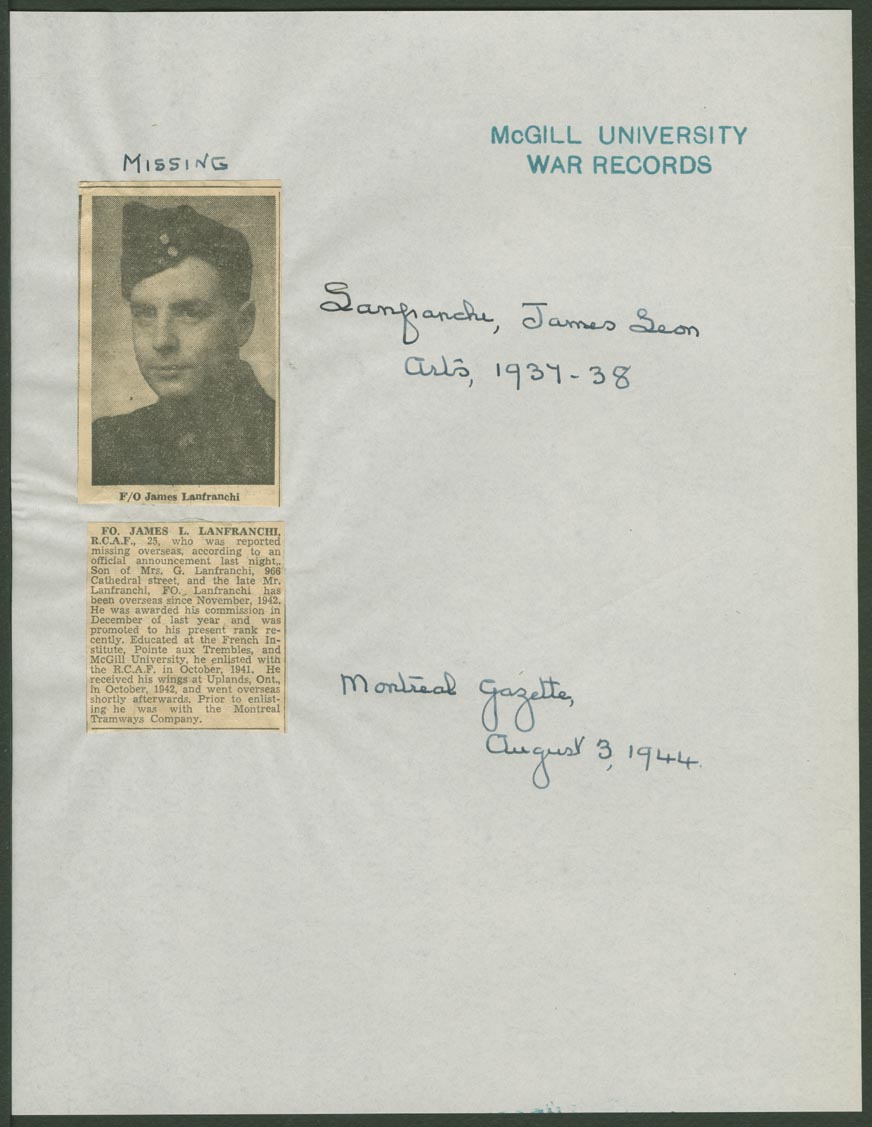 McGILL UNIVERSITY
WAR RECORDS
MISSING
F/O James Lanfranchi
FO. JAMES L. LANFRANCHI,
R.C.A.F., 25, who was reported
missing overseas, according to an
official announcement last night.
Son of Mrs. G. Lanfranchi, 966
Cathedral street, and the late Mr.
Lanfranchi, FO. Lanfranchi has
been overseas since November, 1942.
He was awarded his commission in
December of last year and was
promoted to his present rank re-
cently. Educated at the French In-
stitute, Pointe aux Trembles, and
McGill University, he enlisted with
the R.C.A.F. in October, 1941. He
received his wings at Uplands, Ont.,
in October, 1942, and went overseas
shortly afterwards. Prior to enlist-
ing he was with the Montreal
Tramways Company.
Lanfranchi, James Leon
Arts, 1937-38
Montreal Gazette,
August 3, 1944.